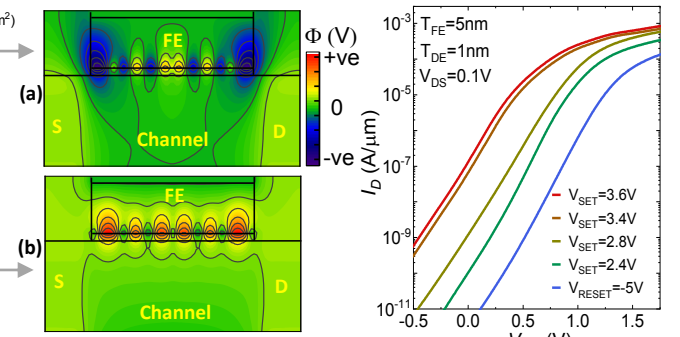 m²)
FE
Φ (V)
+ve
0
-ve
(a)
S
Channel
D
FE
(b)
S
D
Channel
T_FE=5nm
T_DE=1nm
V_DS=0.1V
I_D (A/μm)
10⁻³
10⁻⁵
10⁻⁷
10⁻⁹
10⁻¹¹
V_SET=3.6V
V_SET=3.4V
V_SET=2.8V
V_SET=2.4V
V_RESET=-5V
-0.5 0.0 0.5 1.0 1.5